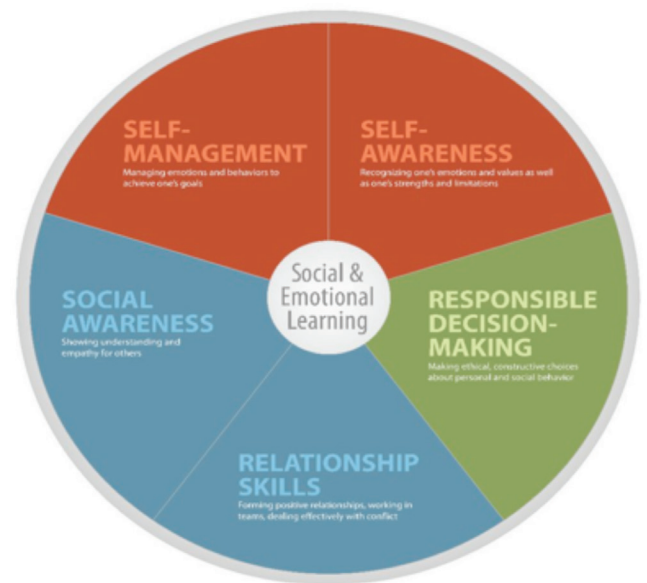 SELF-
MANAGEMENT
Managing emotions and behaviors to
achieve one's goals
SELF-
AWARENESS
Recognizing one's emotions and values as well
as one's strengths and limitations
Social &
Emotional
Learning
SOCIAL
AWARENESS
Showing understanding and
empathy for others
RESPONSIBLE
DECISION-
MAKING
Making ethical, constructive choices
about personal and social behavior
RELATIONSHIP
SKILLS
Forming positive relationships, working in
teams, dealing effectively with conflict